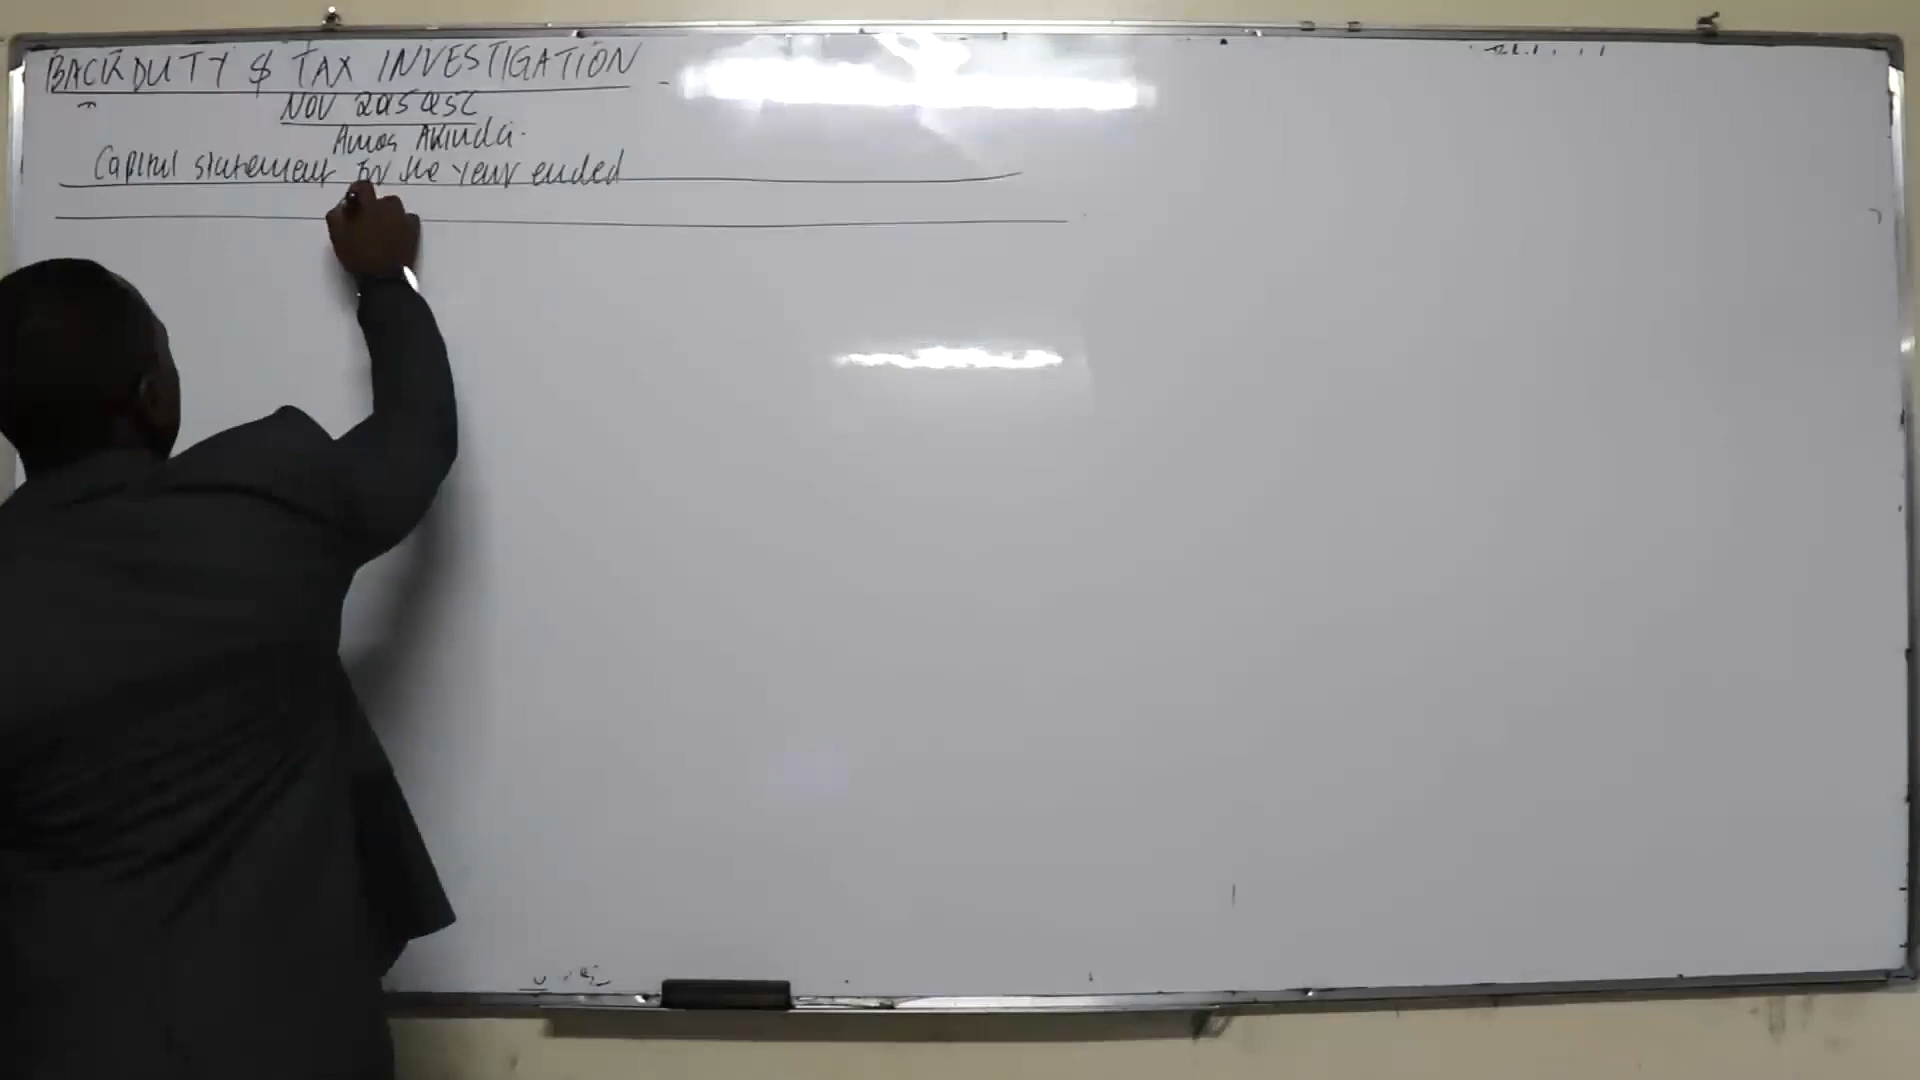 BACKDUTY & TAX INVESTIGATION
NOV 2015 Q5C
Amos Akinda.
Capital statement for the year ended